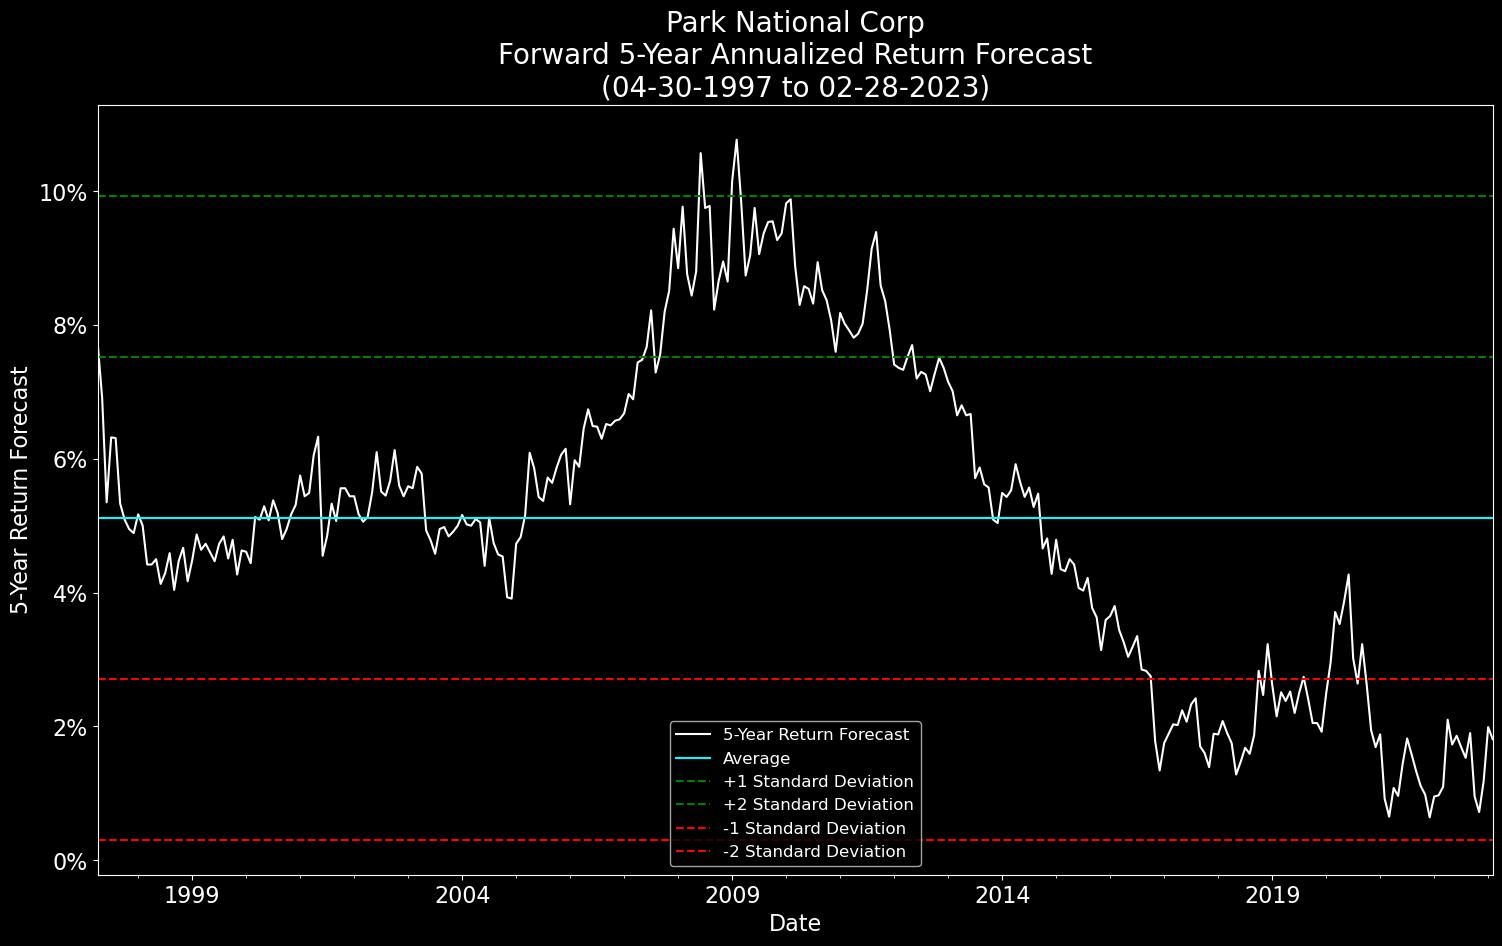 Park National Corp
Forward 5-Year Annualized Return Forecast
(04-30-1997 to 02-28-2023)
5-Year Return Forecast
10%
8%
6%
4%
2%
0%
5-Year Return Forecast
Average
+1 Standard Deviation
+2 Standard Deviation
-1 Standard Deviation
-2 Standard Deviation
1999 2004 2009 2014 2019
Date